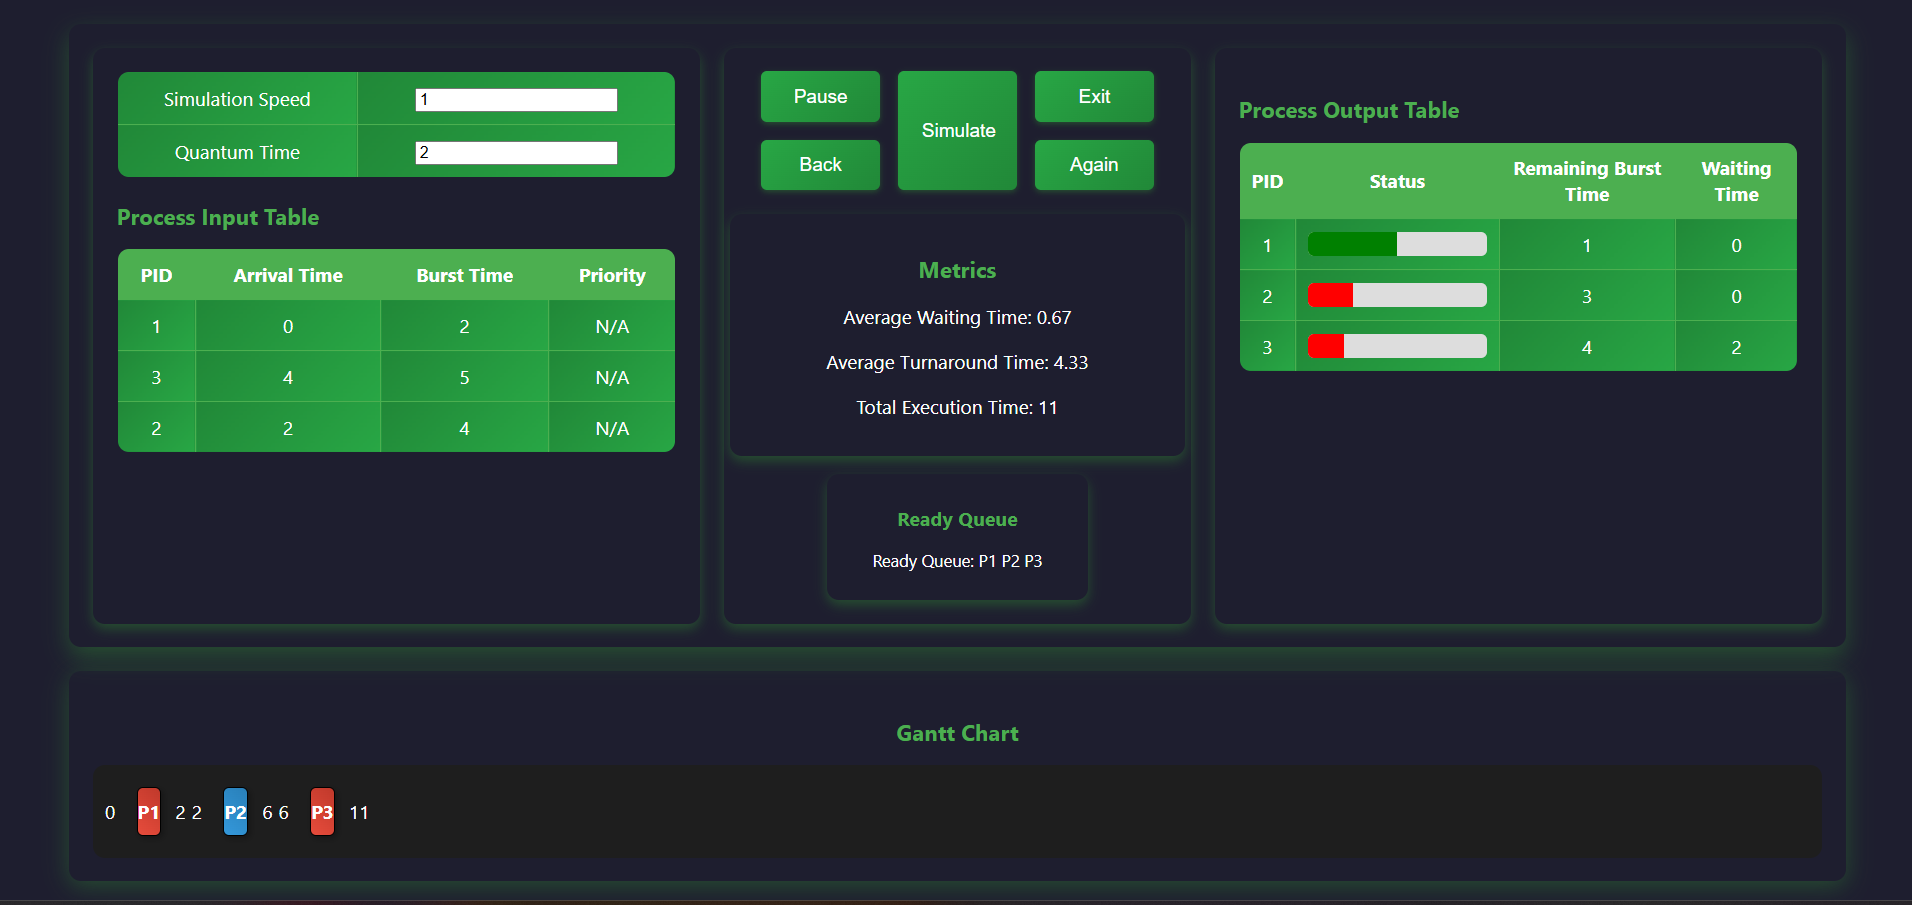 Simulation Speed 1
Quantum Time 2
Process Input Table
PID Arrival Time Burst Time Priority
1 0 2 N/A
3 4 5 N/A
2 2 4 N/A
Pause
Simulate
Exit
Back
Again
Metrics
Average Waiting Time: 0.67
Average Turnaround Time: 4.33
Total Execution Time: 11
Ready Queue
Ready Queue: P1 P2 P3
Process Output Table
PID Status Remaining Burst Time Waiting Time
1 1 0
2 3 0
3 4 2
Gantt Chart
0 P1 2 2 P2 6 6 P3 11